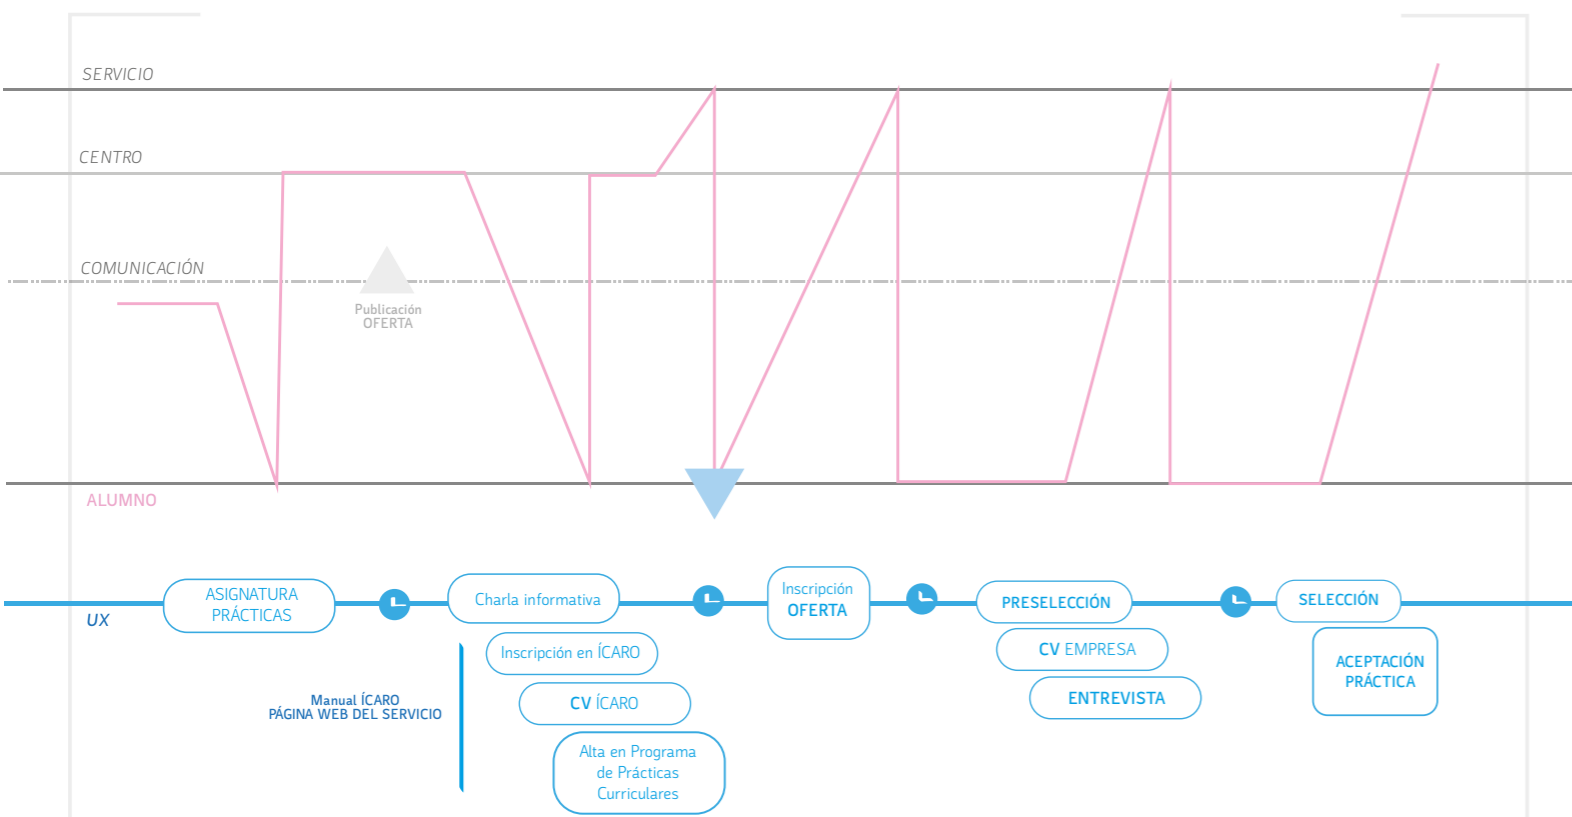 SERVICIO
CENTRO
COMUNICACIÓN
Publicación
OFERTA
ALUMNO
UX
ASIGNATURA
PRÁCTICAS
Charla informativa
Inscripción en ÍCARO
CV ÍCARO
Alta en Programa
de Prácticas
Curriculares
Manual ÍCARO
PÁGINA WEB DEL SERVICIO
Inscripción
OFERTA
PRESELECCIÓN
CV EMPRESA
ENTREVISTA
SELECCIÓN
ACEPTACIÓN
PRÁCTICA